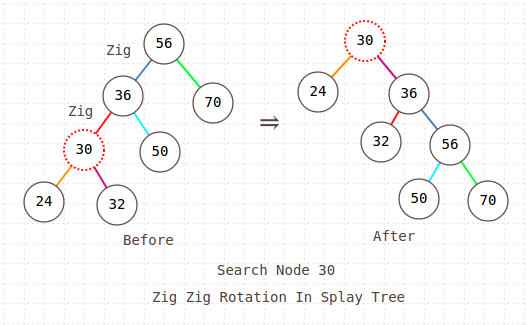 Zig 56 30
36 70 24 36
Zig
30 50 ⇒ 32 56
24 32 50 70
Before After
Search Node 30
Zig Zig Rotation In Splay Tree